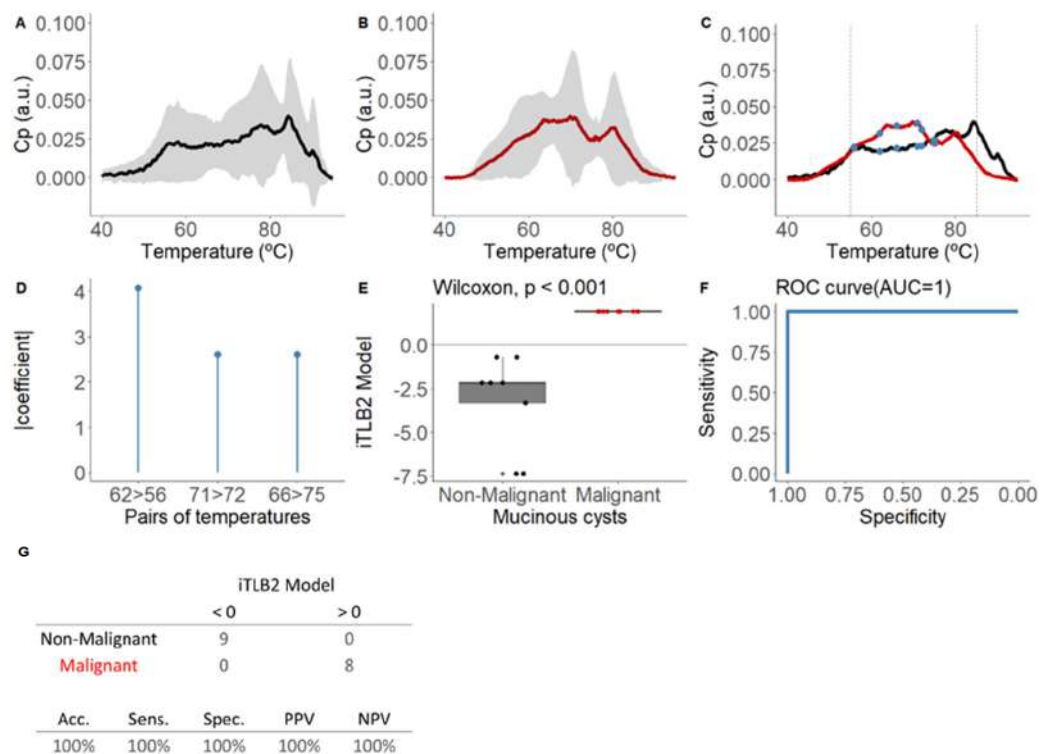 A
0.100
0.075
0.050
0.025
0.000
Cp (a.u.)
40
60
80
Temperature (ºC)
B
0.100
0.075
0.050
0.025
0.000
Cp (a.u.)
40
60
80
Temperature (ºC)
C
0.100
0.075
0.050
0.025
0.000
Cp (a.u.)
40
60
80
Temperature (ºC)
D
4
3
2
1
0
|coefficient|
62>56
71>72
66>75
Pairs of temperatures
E
Wilcoxon, p < 0.001
0.0
-2.5
-5.0
-7.5
iTLB2 Model
Non-Malignant
Malignant
Mucinous cysts
F
ROC curve(AUC=1)
1.00
0.75
0.50
0.25
0.00
Sensitivity
1.00
0.75
0.50
0.25
0.00
Specificity
G
iTLB2 Model
< 0 > 0
Non-Malignant 9 0
Malignant 0 8
Acc. Sens. Spec. PPV NPV
100% 100% 100% 100% 100%